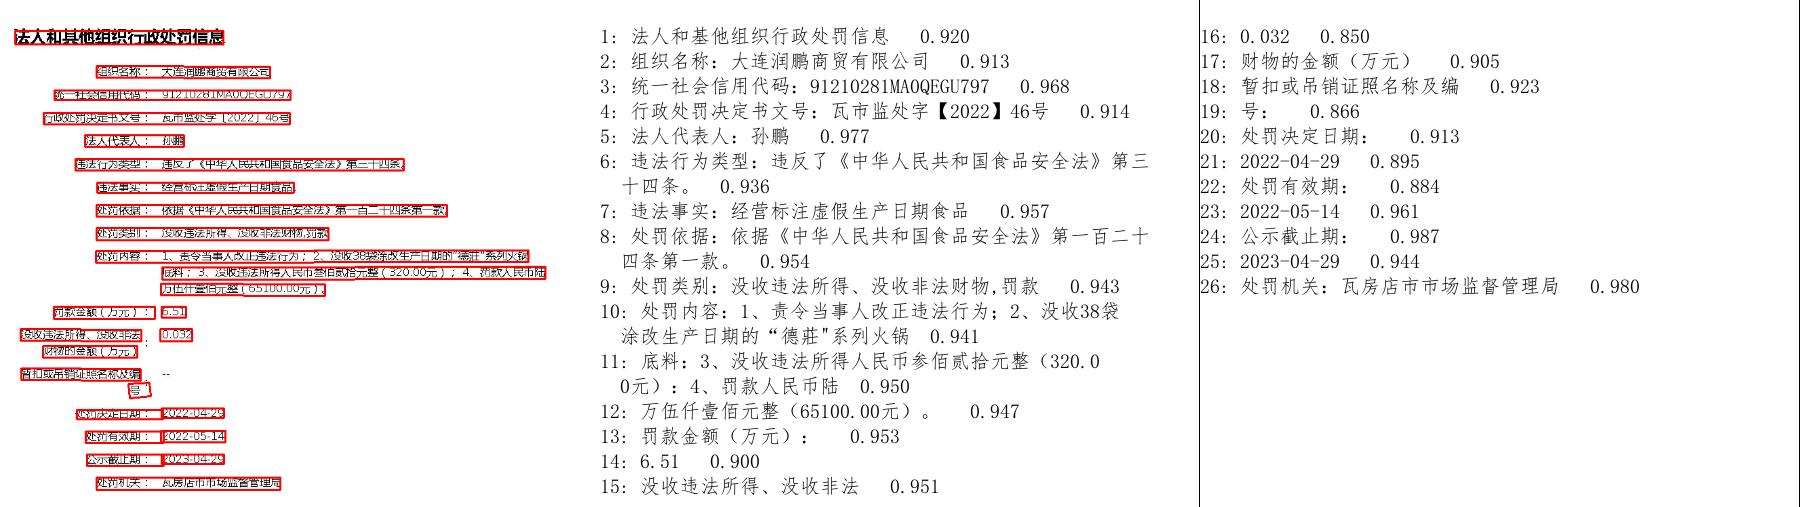 法人和其他组织行政处罚信息
组织名称： 大连润鹏商贸有限公司
统一社会信用代码： 91210281MA0QEGU797
行政处罚决定书文号： 瓦市监处字〔2022〕46号
法人代表人： 孙鹏
违法行为类型： 违反了《中华人民共和国食品安全法》第三十四条。
违法事实： 经营标注虚假生产日期食品
处罚依据： 依据《中华人民共和国食品安全法》第一百二十四条第一款。
处罚类别： 没收违法所得、没收非法财物,罚款
处罚内容： 1、责令当事人改正违法行为；2、没收38袋涂改生产日期的“德莊"系列火锅
底料；3、没收违法所得人民币叁佰贰拾元整（320.00元）；4、罚款人民币陆
万伍仟壹佰元整（65100.00元）。
罚款金额（万元）： 6.51
没收违法所得、没收非法 0.032
财物的金额（万元）：
暂扣或吊销证照名称及编 --
号：
处罚决定日期： 2022-04-29
处罚有效期： 2022-05-14
公示截止期： 2023-04-29
处罚机关： 瓦房店市市场监督管理局
1: 法人和基他组织行政处罚信息 0.920
2: 组织名称: 大连润鹏商贸有限公司 0.913
3: 统一社会信用代码: 91210281MA0QEGU797 0.968
4: 行政处罚决定书文号: 瓦市监处字【2022】46号 0.914
5: 法人代表人: 孙鹏 0.977
6: 违法行为类型: 违反了《中华人民共和国食品安全法》第三
十四条。 0.936
7: 违法事实: 经营标注虚假生产日期食品 0.957
8: 处罚依据: 依据《中华人民共和国食品安全法》第一百二十
四条第一款。 0.954
9: 处罚类别: 没收违法所得、没收非法财物,罚款 0.943
10: 处罚内容: 1、责令当事人改正违法行为；2、没收38袋
涂改生产日期的“德莊"系列火锅 0.941
11: 底料: 3、没收违法所得人民币参佰贰拾元整（320.0
0元）: 4、罚款人民币陆 0.950
12: 万伍仟壹佰元整（65100.00元）。 0.947
13: 罚款金额（万元）： 0.953
14: 6.51 0.900
15: 没收违法所得、没收非法 0.951
16: 0.032 0.850
17: 财物的金额（万元） 0.905
18: 暂扣或吊销证照名称及编 0.923
19: 号： 0.866
20: 处罚决定日期： 0.913
21: 2022-04-29 0.895
22: 处罚有效期： 0.884
23: 2022-05-14 0.961
24: 公示截止期： 0.987
25: 2023-04-29 0.944
26: 处罚机关: 瓦房店市市场监督管理局 0.980